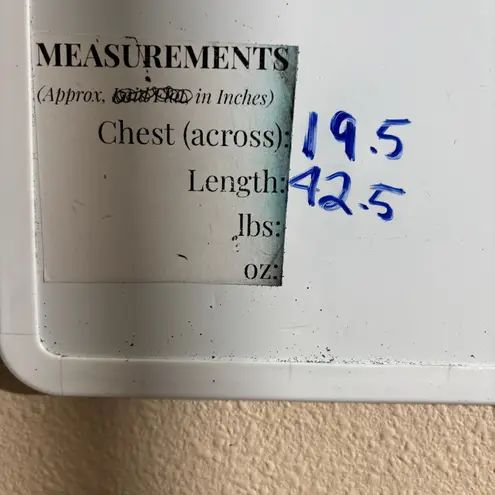 MEASUREMENTS
(Approx, in Inches)
Chest (across): 19.5
Length: 42.5
lbs:
oz: